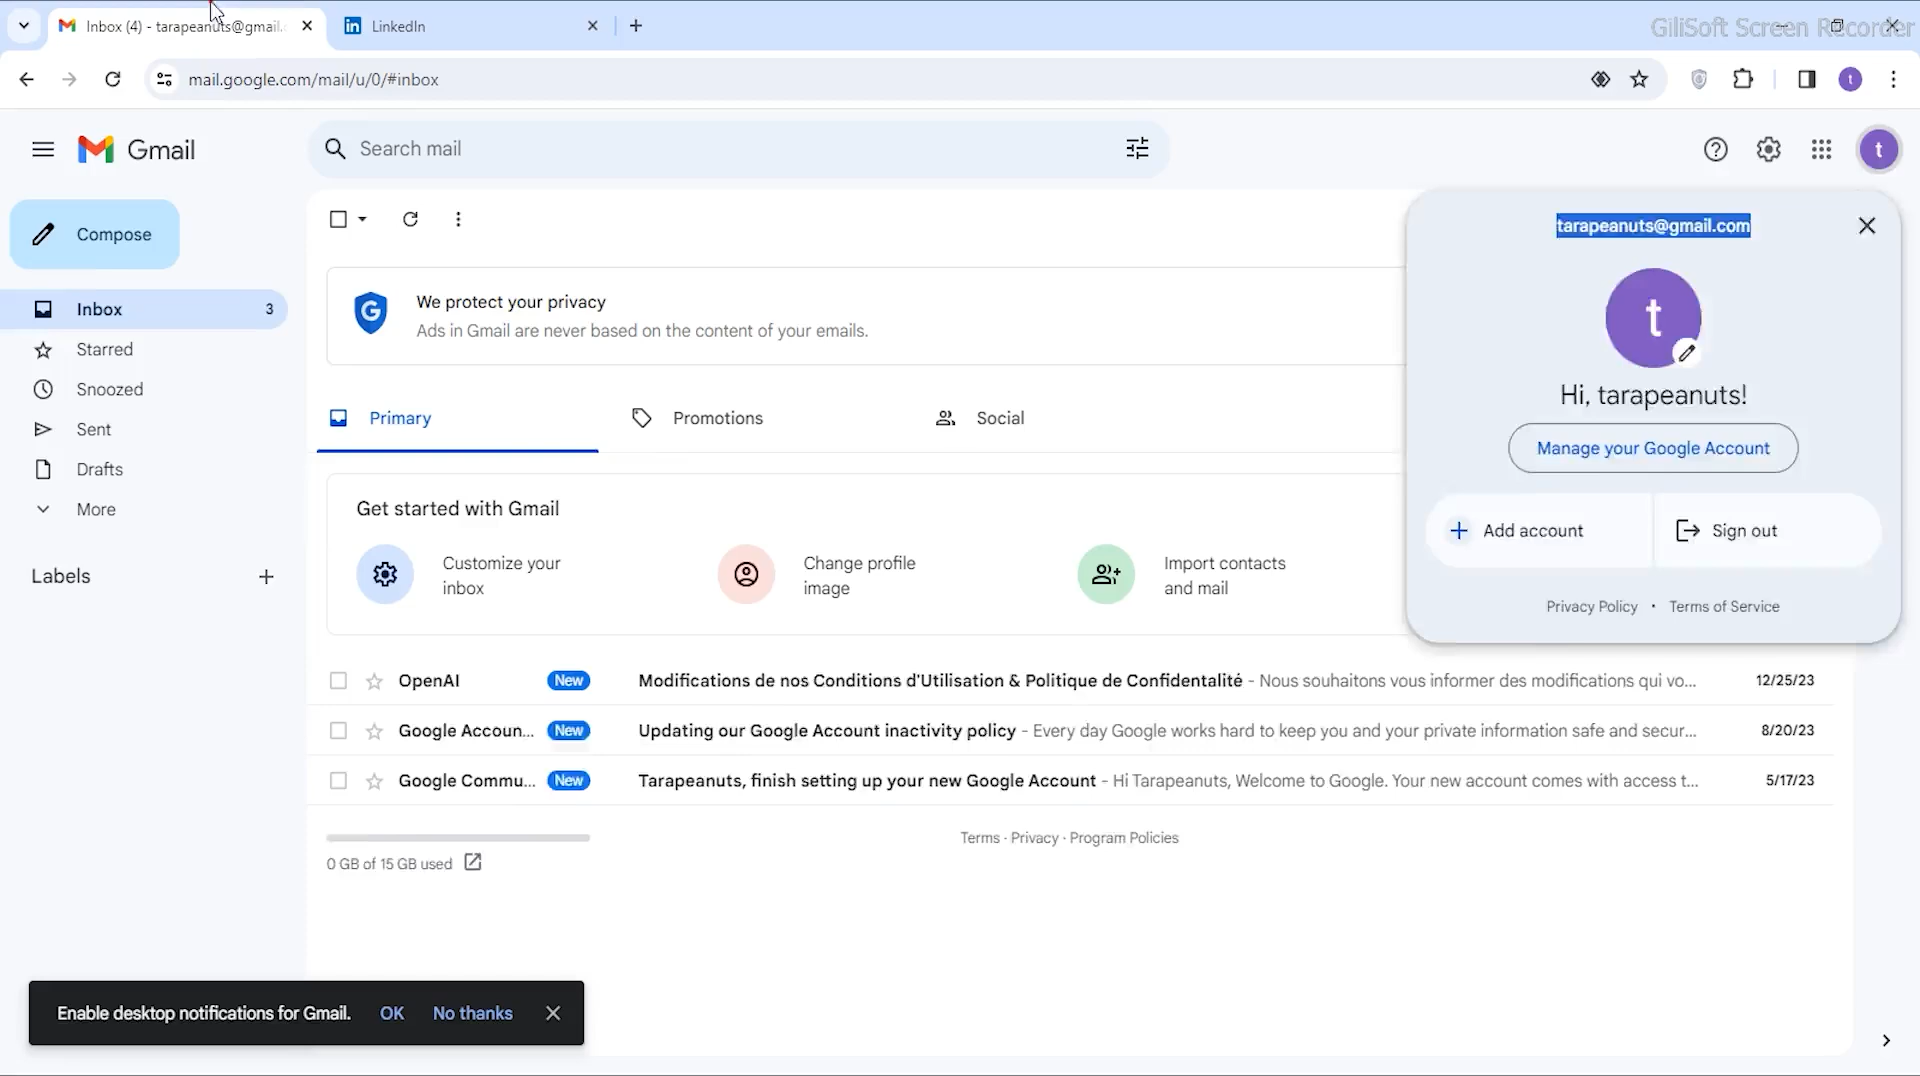 Inbox (4) - tarapeanuts@gmail.
LinkedIn
GiliSoft Screen Recorder
mail.google.com/mail/u/0/#inbox
t
Gmail
Search mail
t
Compose
Inbox 3
Starred
Snoozed
Sent
Drafts
More
Labels
We protect your privacy
Ads in Gmail are never based on the content of your emails.
Primary
Promotions
Social
Get started with Gmail
Customize your
inbox
Change profile
image
Import contacts
and mail
tarapeanuts@gmail.com
t
Hi, tarapeanuts!
Manage your Google Account
Add account
Sign out
Privacy Policy • Terms of Service
OpenAI New Modifications de nos Conditions d'Utilisation & Politique de Confidentalité - Nous souhaitons vous informer des modifications qui vo... 12/25/23
Google Accoun... New Updating our Google Account inactivity policy - Every day Google works hard to keep you and your private information safe and secur... 8/20/23
Google Commu... New Tarapeanuts, finish setting up your new Google Account - Hi Tarapeanuts, Welcome to Google. Your new account comes with access t... 5/17/23
Terms · Privacy · Program Policies
0 GB of 15 GB used
Enable desktop notifications for Gmail. OK No thanks